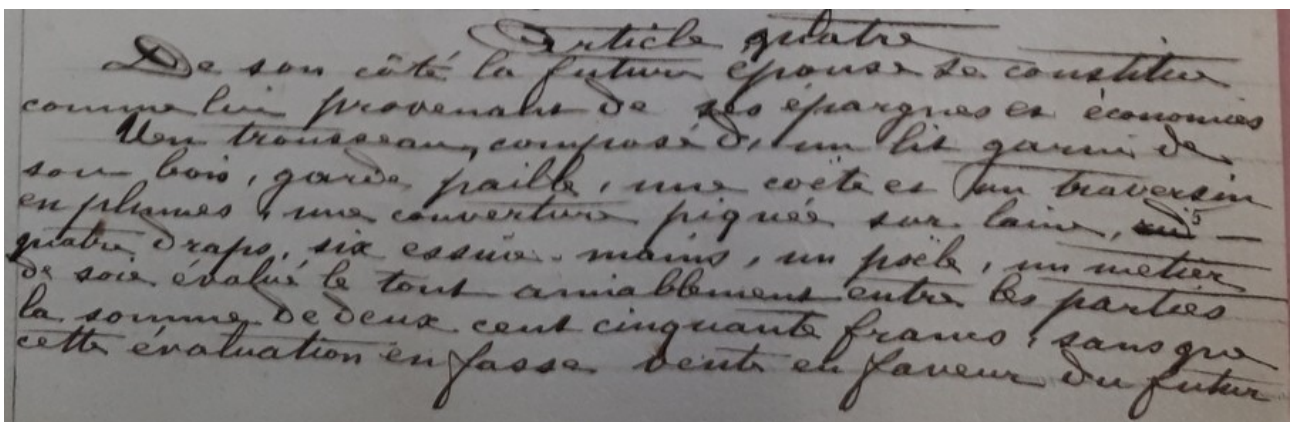 Article quatre
De son côté la future épouse se constitue
comme lui provenant de ses épargnes et économies
Un trousseau, composé d'un lit garni de
son bois, garde paille, une coëte et un traversin
en plumes, une couverture piquée sur laine,
quatre draps, six essuie-mains, un poële, un métier
de soie évalué le tout amiablement entre les parties
la somme de deux cent cinquante francs, sans que
cette évaluation en fasse vente en faveur du futur